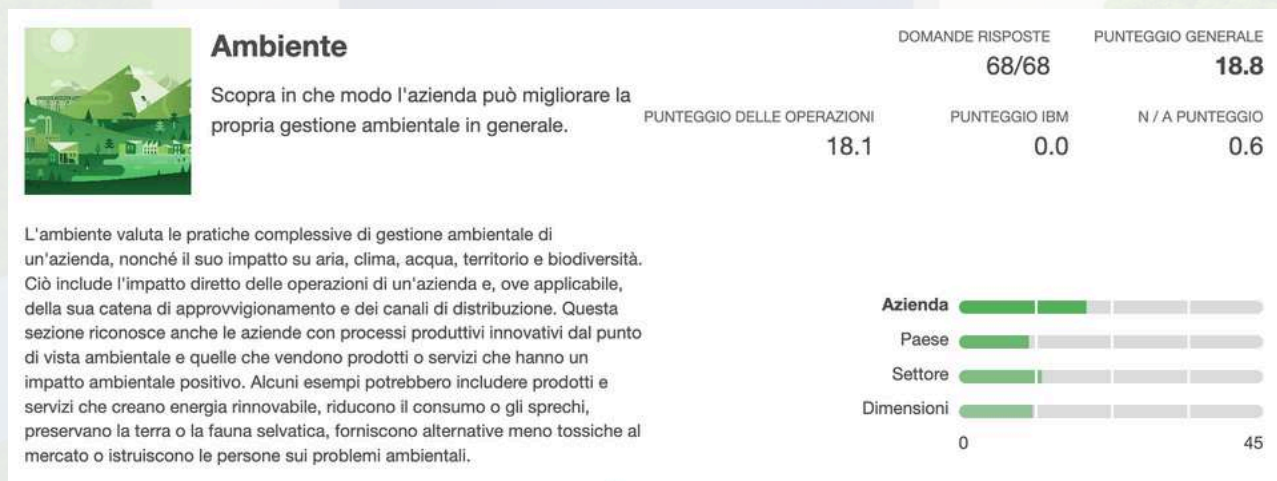 Ambiente
Scopra in che modo l'azienda può migliorare la
propria gestione ambientale in generale.
DOMANDE RISPOSTE
68/68
PUNTEGGIO GENERALE
18.8
PUNTEGGIO DELLE OPERAZIONI
18.1
PUNTEGGIO IBM
0.0
N / A PUNTEGGIO
0.6
L'ambiente valuta le pratiche complessive di gestione ambientale di
un'azienda, nonché il suo impatto su aria, clima, acqua, territorio e biodiversità.
Ciò include l'impatto diretto delle operazioni di un'azienda e, ove applicabile,
della sua catena di approvvigionamento e dei canali di distribuzione. Questa
sezione riconosce anche le aziende con processi produttivi innovativi dal punto
di vista ambientale e quelle che vendono prodotti o servizi che hanno un
impatto ambientale positivo. Alcuni esempi potrebbero includere prodotti e
servizi che creano energia rinnovabile, riducono il consumo o gli sprechi,
preservano la terra o la fauna selvatica, forniscono alternative meno tossiche al
mercato o istruiscono le persone sui problemi ambientali.
Azienda
Paese
Settore
Dimensioni
0 45